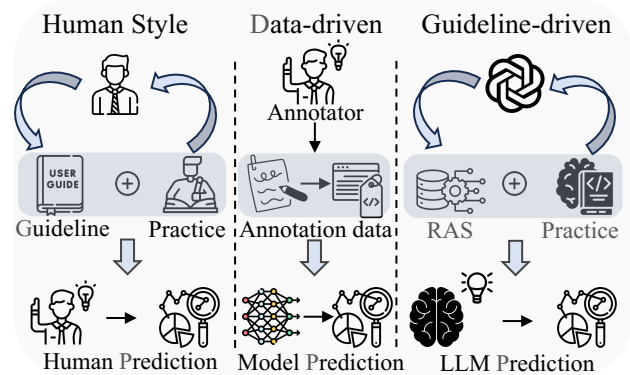 Human Style
Data-driven
Guideline-driven
Annotator
USER
GUIDE
</>
</>
Guideline
Practice
Annotation data
RAS
Practice
Human Prediction
Model Prediction
LLM Prediction